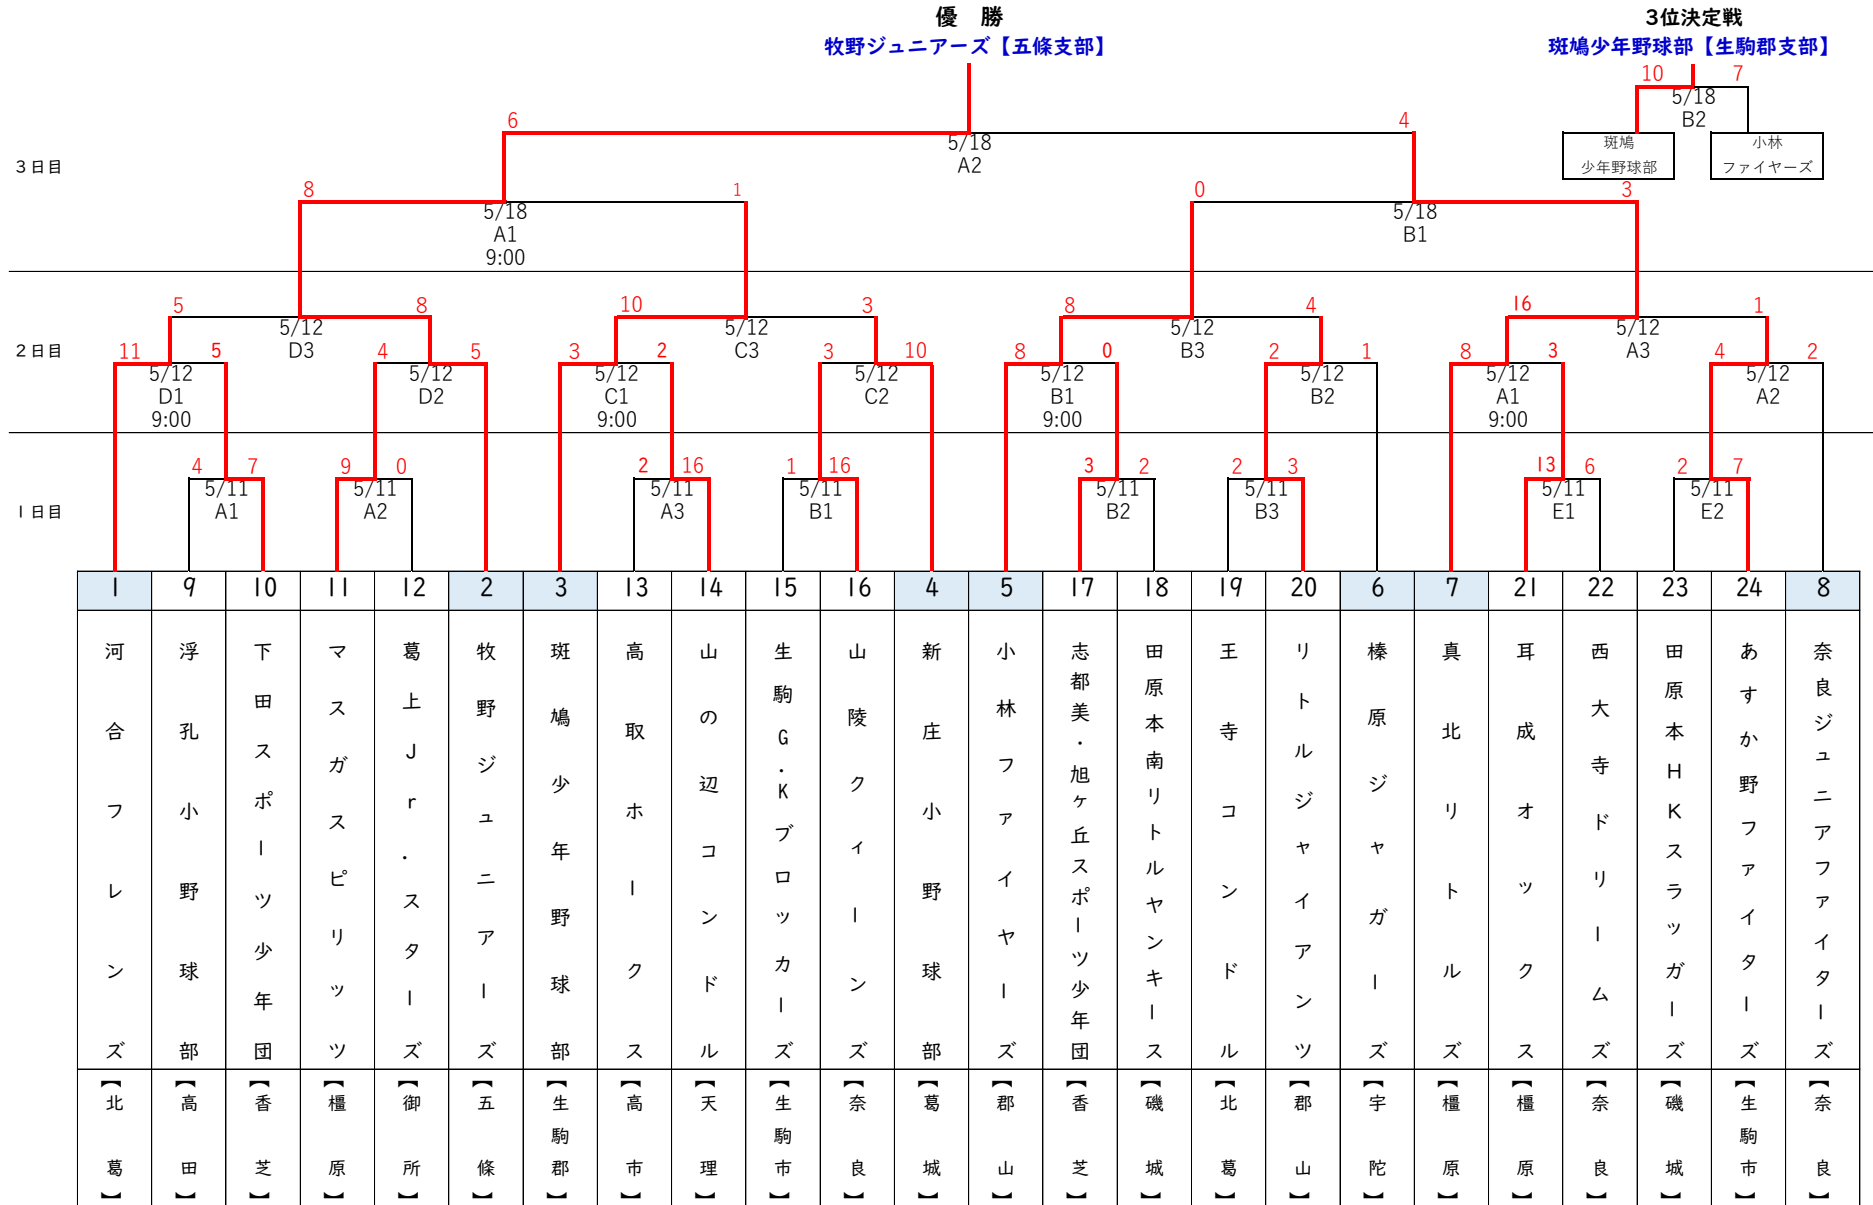 優　勝
牧野ジュニアーズ【五條支部】
3位決定戦
斑鳩少年野球部【生駒郡支部】
10 7
5/18
B2
斑鳩
少年野球部
小林
ファイヤーズ
6 4
5/18
A2
3日目
8 1
5/18
A1
9:00
0 3
5/18
B1
5 8
5/12
D3
10 3
5/12
C3
8 4
5/12
B3
16 1
5/12
A3
2日目
11 5
5/12
D1
9:00
4 5
5/12
D2
3 2
5/12
C1
9:00
3 10
5/12
C2
8 0
5/12
B1
9:00
2 1
5/12
B2
8 3
5/12
A1
9:00
4 2
5/12
A2
1日目
4 7
5/11
A1
9 0
5/11
A2
2 16
5/11
A3
1 16
5/11
B1
3 2
5/11
B2
2 3
5/11
B3
13 6
5/11
E1
2 7
5/11
E2
1 9 10 11 12 2 3 13 14 15 16 4 5 17 18 19 20 6 7 21 22 23 24 8
河合フレンズ
浮孔小野球部
下田スポーツ少年団
マスガスピリッツ
葛上Jr.スターズ
牧野ジュニアーズ
斑鳩少年野球部
高取ホークス
山の辺コンドル
生駒G.Kブロッカーズ
山陵クィーンズ
新庄小野球部
小林ファイヤーズ
志都美・旭ヶ丘スポーツ少年団
田原本南リトルヤンキース
王寺コンドル
リトルジャイアンツ
榛原ジャガーズ
真北リトルズ
耳成オックス
西大寺ドリームズ
田原本HKスラッガーズ
あすか野ファイターズ
奈良ジュニアファイターズ
【北葛】
【高田】
【香芝】
【橿原】
【御所】
【五條】
【生駒郡】
【高市】
【天理】
【生駒市】
【奈良】
【葛城】
【郡山】
【香芝】
【磯城】
【北葛】
【郡山】
【宇陀】
【橿原】
【橿原】
【奈良】
【磯城】
【生駒市】
【奈良】